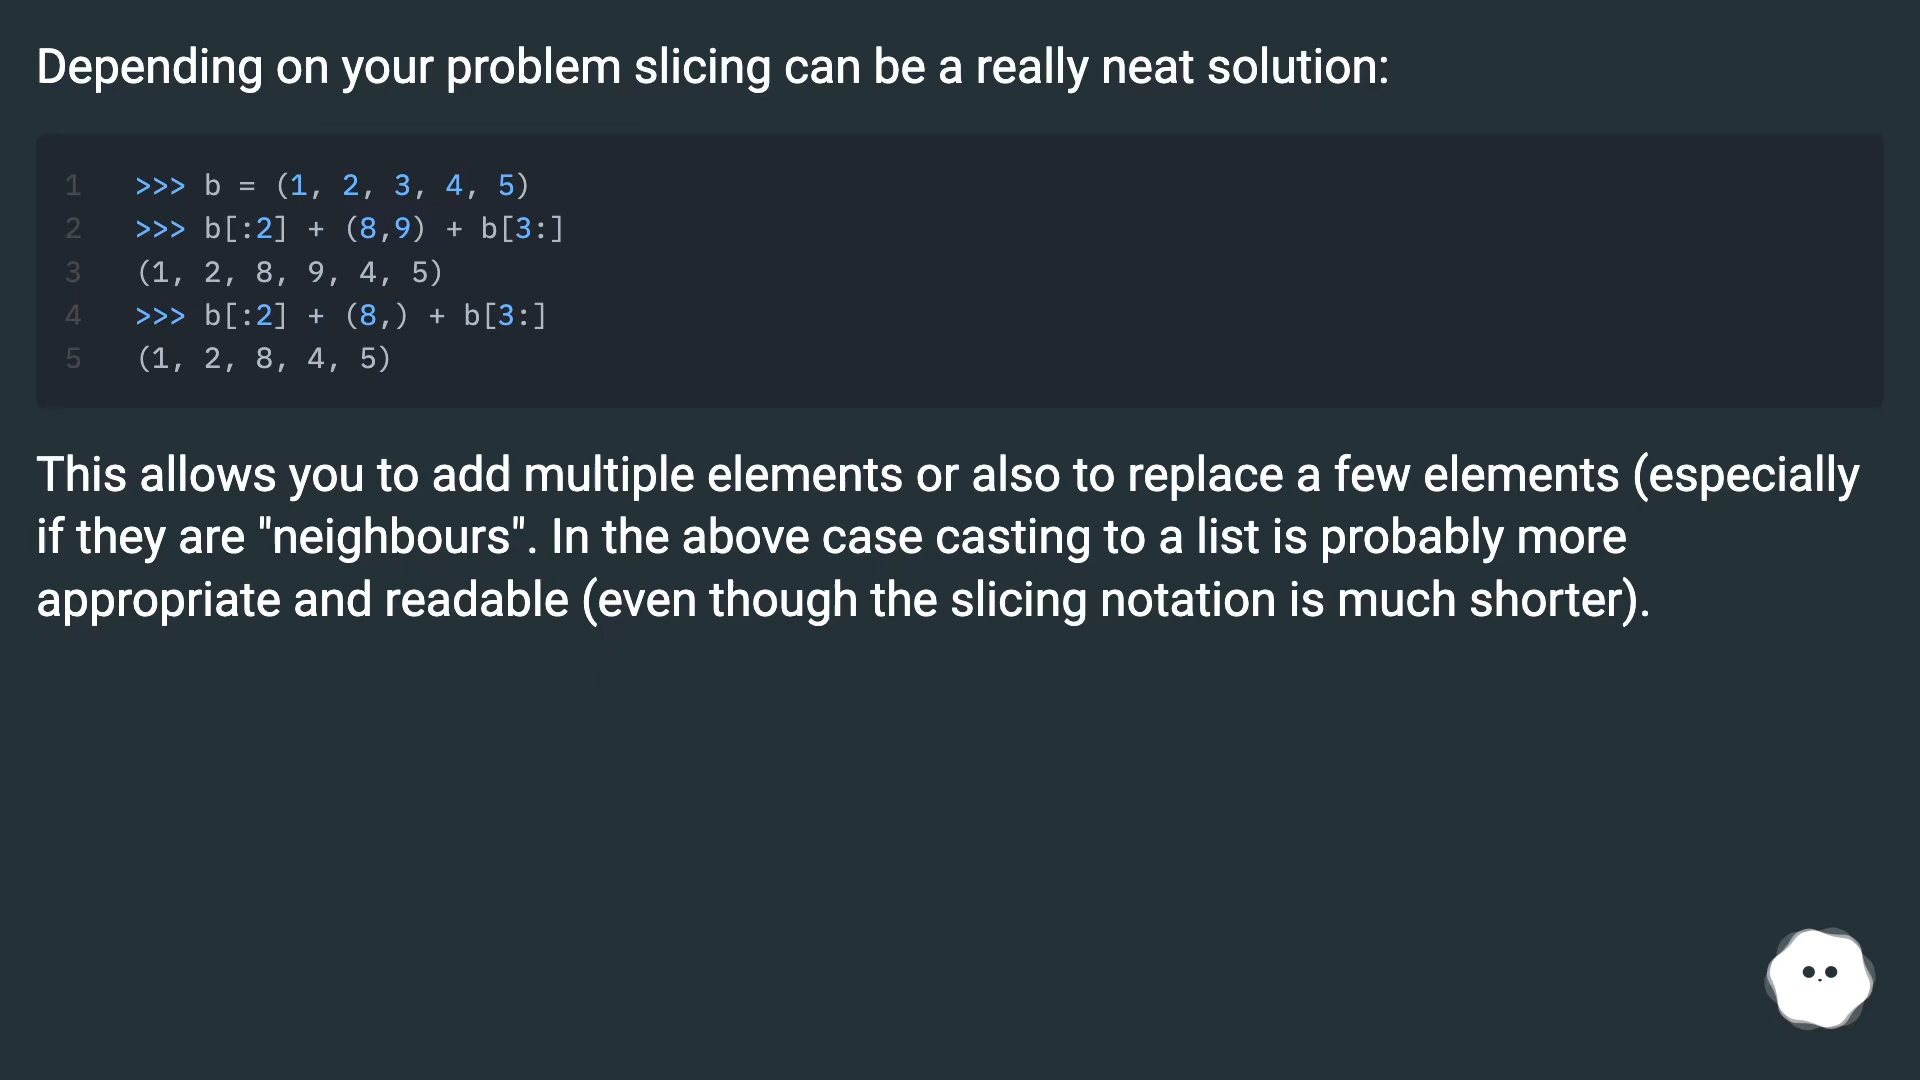 Depending on your problem slicing can be a really neat solution:
1 >>> b = (1, 2, 3, 4, 5)
2 >>> b[:2] + (8,9) + b[3:]
3 (1, 2, 8, 9, 4, 5)
4 >>> b[:2] + (8,) + b[3:]
5 (1, 2, 8, 4, 5)
This allows you to add multiple elements or also to replace a few elements (especially
if they are "neighbours". In the above case casting to a list is probably more
appropriate and readable (even though the slicing notation is much shorter).